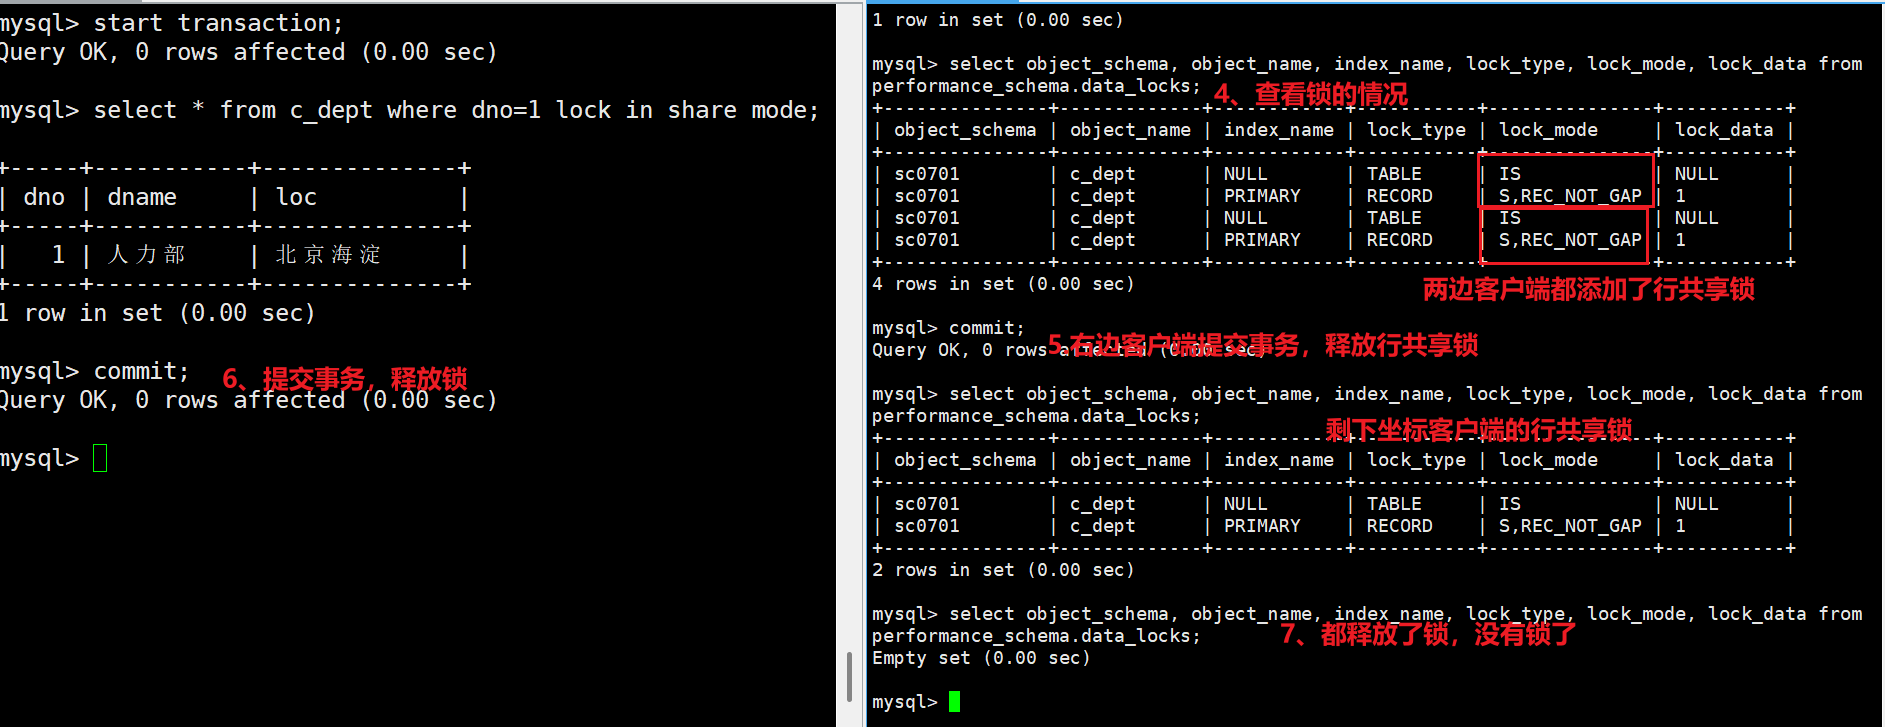 mysql> start transaction;
Query OK, 0 rows affected (0.00 sec)
mysql> select * from c_dept where dno=1 lock in share mode;
+-----+-----------+--------------+
| dno | dname     | loc          |
+-----+-----------+--------------+
|   1 | 人力部     | 北京海淀      |
+-----+-----------+--------------+
1 row in set (0.00 sec)
mysql> commit;
6、提交事务，释放锁
Query OK, 0 rows affected (0.00 sec)
mysql>
1 row in set (0.00 sec)
mysql> select object_schema, object_name, index_name, lock_type, lock_mode, lock_data from
performance_schema.data_locks;
4、查看锁的情况
+---------------+-------------+------------+-----------+---------------+-----------+
| object_schema | object_name | index_name | lock_type | lock_mode     | lock_data |
+---------------+-------------+------------+-----------+---------------+-----------+
| sc0701        | c_dept      | NULL       | TABLE     | IS            | NULL      |
| sc0701        | c_dept      | PRIMARY    | RECORD    | S,REC_NOT_GAP | 1         |
| sc0701        | c_dept      | NULL       | TABLE     | IS            | NULL      |
| sc0701        | c_dept      | PRIMARY    | RECORD    | S,REC_NOT_GAP | 1         |
+---------------+-------------+------------+-----------+---------------+-----------+
4 rows in set (0.00 sec)
两边客户端都添加了行共享锁
mysql> commit;
5.右边客户端提交事务，释放行共享锁
Query OK, 0 rows affected (0.00 sec)
mysql> select object_schema, object_name, index_name, lock_type, lock_mode, lock_data from
performance_schema.data_locks;
剩下坐标客户端的行共享锁
+---------------+-------------+------------+-----------+---------------+-----------+
| object_schema | object_name | index_name | lock_type | lock_mode     | lock_data |
+---------------+-------------+------------+-----------+---------------+-----------+
| sc0701        | c_dept      | NULL       | TABLE     | IS            | NULL      |
| sc0701        | c_dept      | PRIMARY    | RECORD    | S,REC_NOT_GAP | 1         |
+---------------+-------------+------------+-----------+---------------+-----------+
2 rows in set (0.00 sec)
mysql> select object_schema, object_name, index_name, lock_type, lock_mode, lock_data from
performance_schema.data_locks;
7、都释放了锁，没有锁了
Empty set (0.00 sec)
mysql>